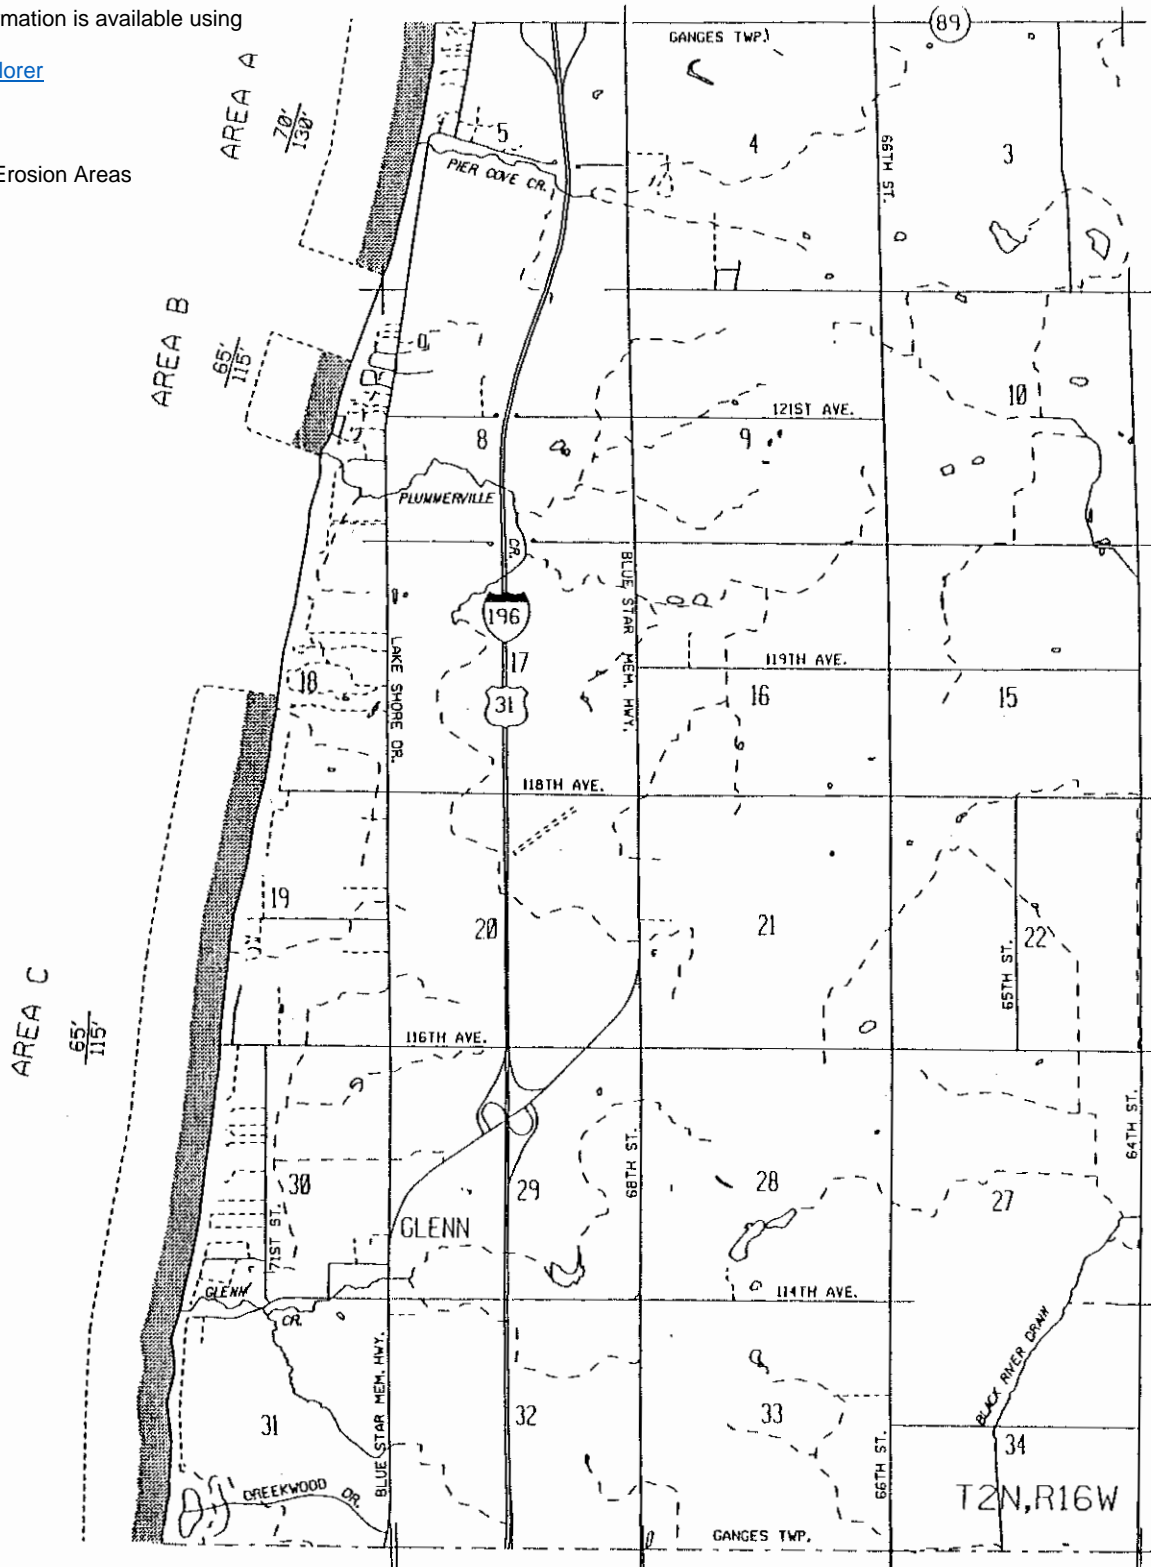 rmation is available using
lorer
Erosion Areas
AREA A
70'
130'
AREA B
65'
115'
AREA C
65'
115'
GANGES TWP.
89
5
4
3
PIER COVE CR.
66TH ST.
121ST AVE.
10
7
8
9
PLUMMERVILLE
CR.
BLUE STAR MEM. HWY.
196
17
31
LAKE SHORE DR.
18
119TH AVE.
16
15
118TH AVE.
19
20
21
22
65TH ST.
116TH AVE.
64TH ST.
30
29
68TH ST.
28
27
71ST ST.
GLENN
GLENN
CR.
114TH AVE.
BLACK RIVER DRAIN
31
BLUE STAR MEM. HWY.
32
33
34
66TH ST.
DREEKWOOD DR.
T2N,R16W
GANGES TWP.